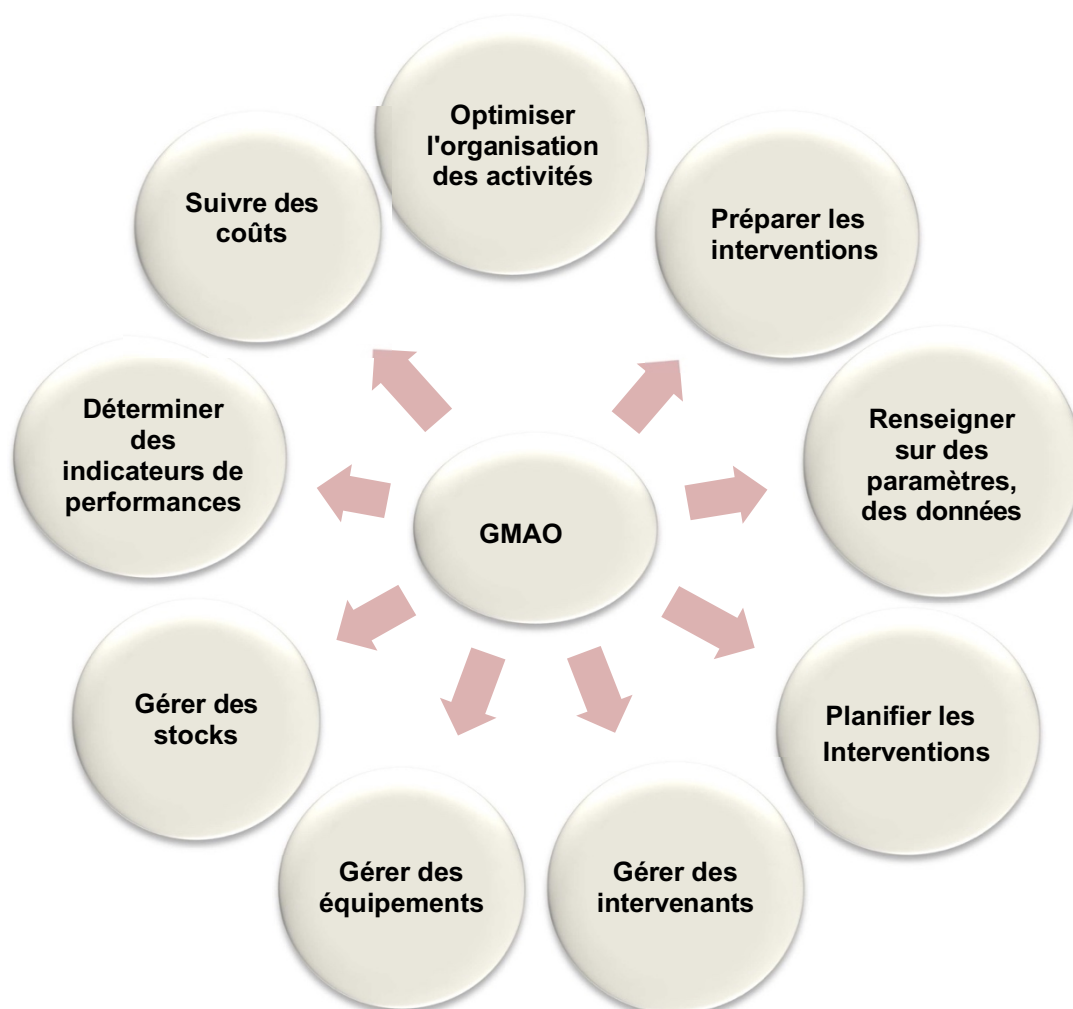 Optimiser
l'organisation
des activités
Suivre des
coûts
Préparer les
interventions
Déterminer
des
indicateurs de
performances
Renseigner
sur des
paramètres,
des données
GMAO
Gérer des
stocks
Planifier les
Interventions
Gérer des
équipements
Gérer des
intervenants